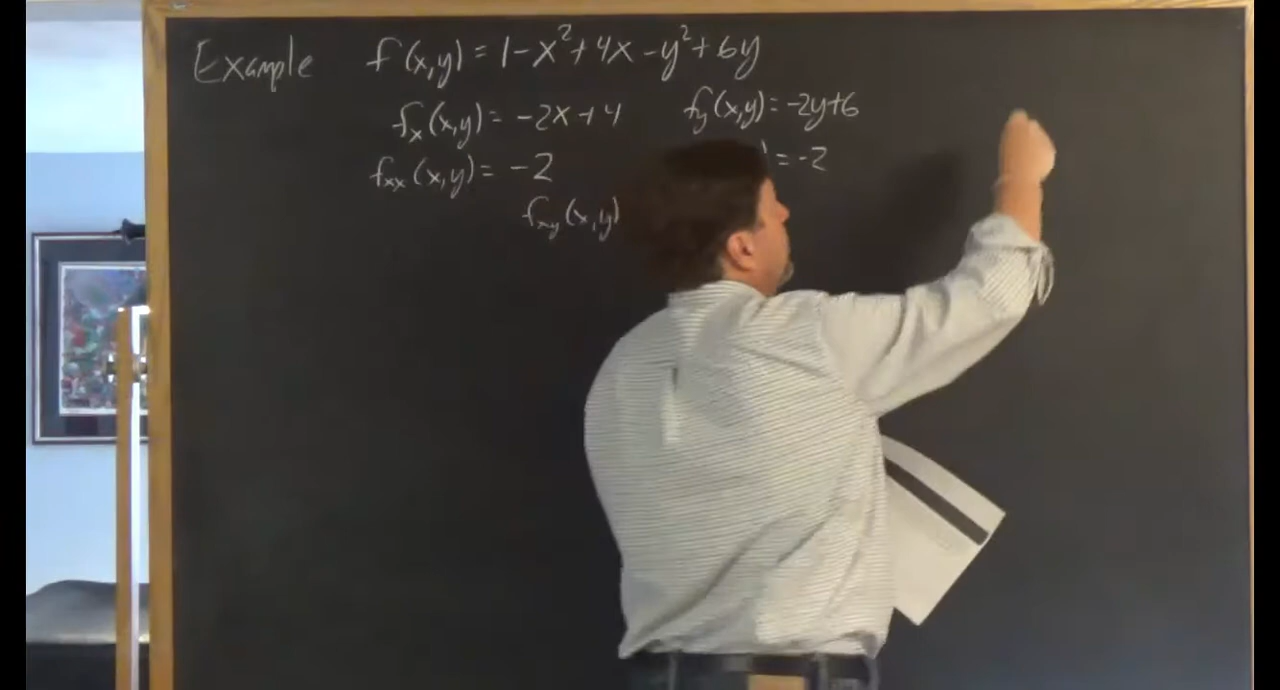 Example f(x,y) = 1 - x² + 4x - y² + 6y
fx(x,y) = -2x + 4 fy(x,y) = -2y + 6
fxx(x,y) = -2 = -2
fxy(x,y)